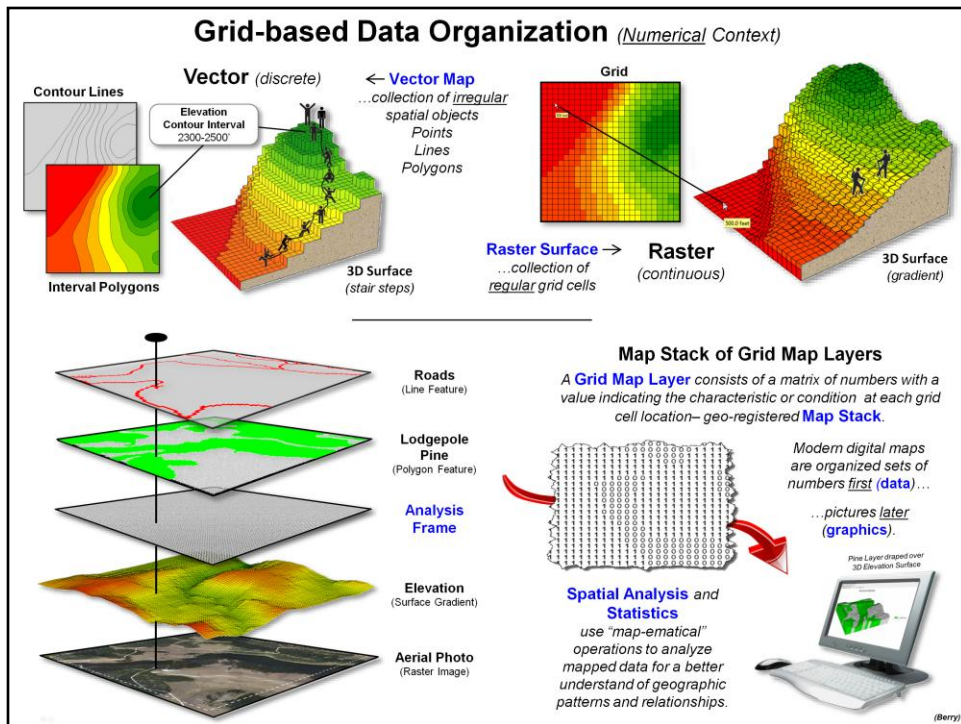 Grid-based Data Organization (Numerical Context)
Vector (discrete)
Contour Lines
Elevation
Contour Interval
2300-2500'
Interval Polygons
3D Surface
(stair steps)
Vector Map
…collection of irregular
spatial objects
Points
Lines
Polygons
Grid
500.0 feet
Raster Surface
…collection of
regular grid cells
Raster
(continuous)
3D Surface
(gradient)
Roads
(Line Feature)
Lodgepole
Pine
(Polygon Feature)
Analysis
Frame
Elevation
(Surface Gradient)
Aerial Photo
(Raster Image)
Map Stack of Grid Map Layers
A Grid Map Layer consists of a matrix of numbers with a
value indicating the characteristic or condition at each grid
cell location– geo-registered Map Stack.
Modern digital maps
are organized sets of
numbers first (data)…
…pictures later
(graphics).
Pine Layer draped over
3D Elevation Surface
Spatial Analysis and
Statistics
use “map-ematical”
operations to analyze
mapped data for a better
understand of geographic
patterns and relationships.
(Berry)